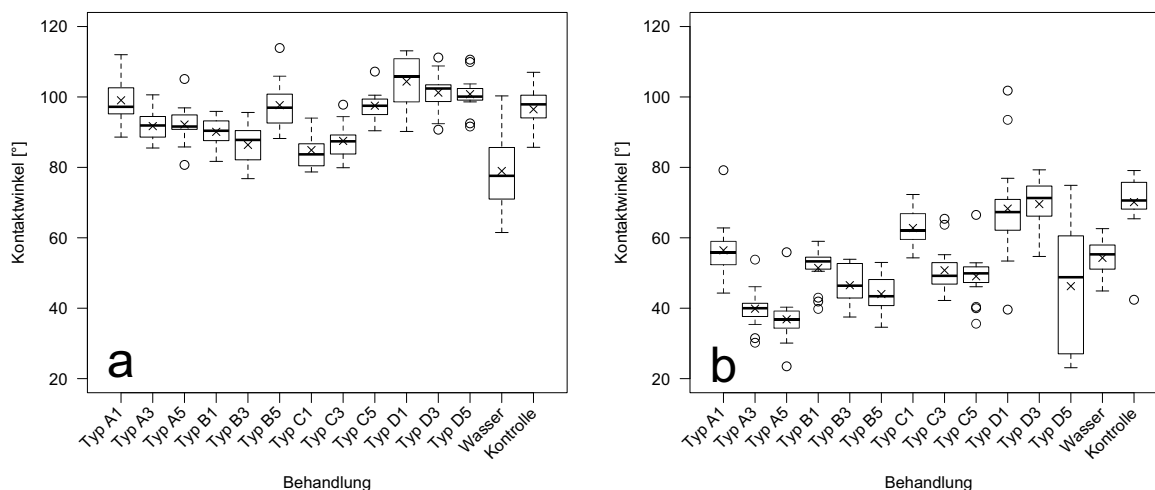 120
100
80
60
40
20
Kontaktwinkel [°]
a
Typ A1
Typ A3
Typ A5
Typ B1
Typ B3
Typ B5
Typ C1
Typ C3
Typ C5
Typ D1
Typ D3
Typ D5
Wasser
Kontrolle
Behandlung
120
100
80
60
40
20
Kontaktwinkel [°]
b
Typ A1
Typ A3
Typ A5
Typ B1
Typ B3
Typ B5
Typ C1
Typ C3
Typ C5
Typ D1
Typ D3
Typ D5
Wasser
Kontrolle
Behandlung